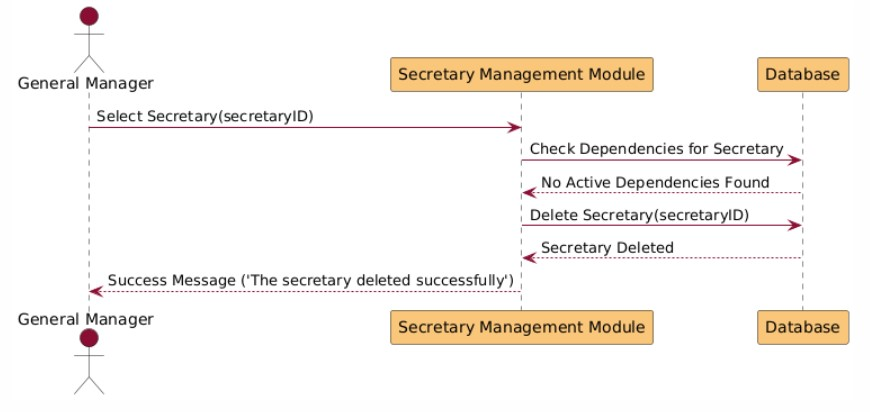 General Manager
Secretary Management Module
Database
Select Secretary(secretaryID)
Check Dependencies for Secretary
No Active Dependencies Found
Delete Secretary(secretaryID)
Secretary Deleted
Success Message ('The secretary deleted successfully')
General Manager
Secretary Management Module
Database